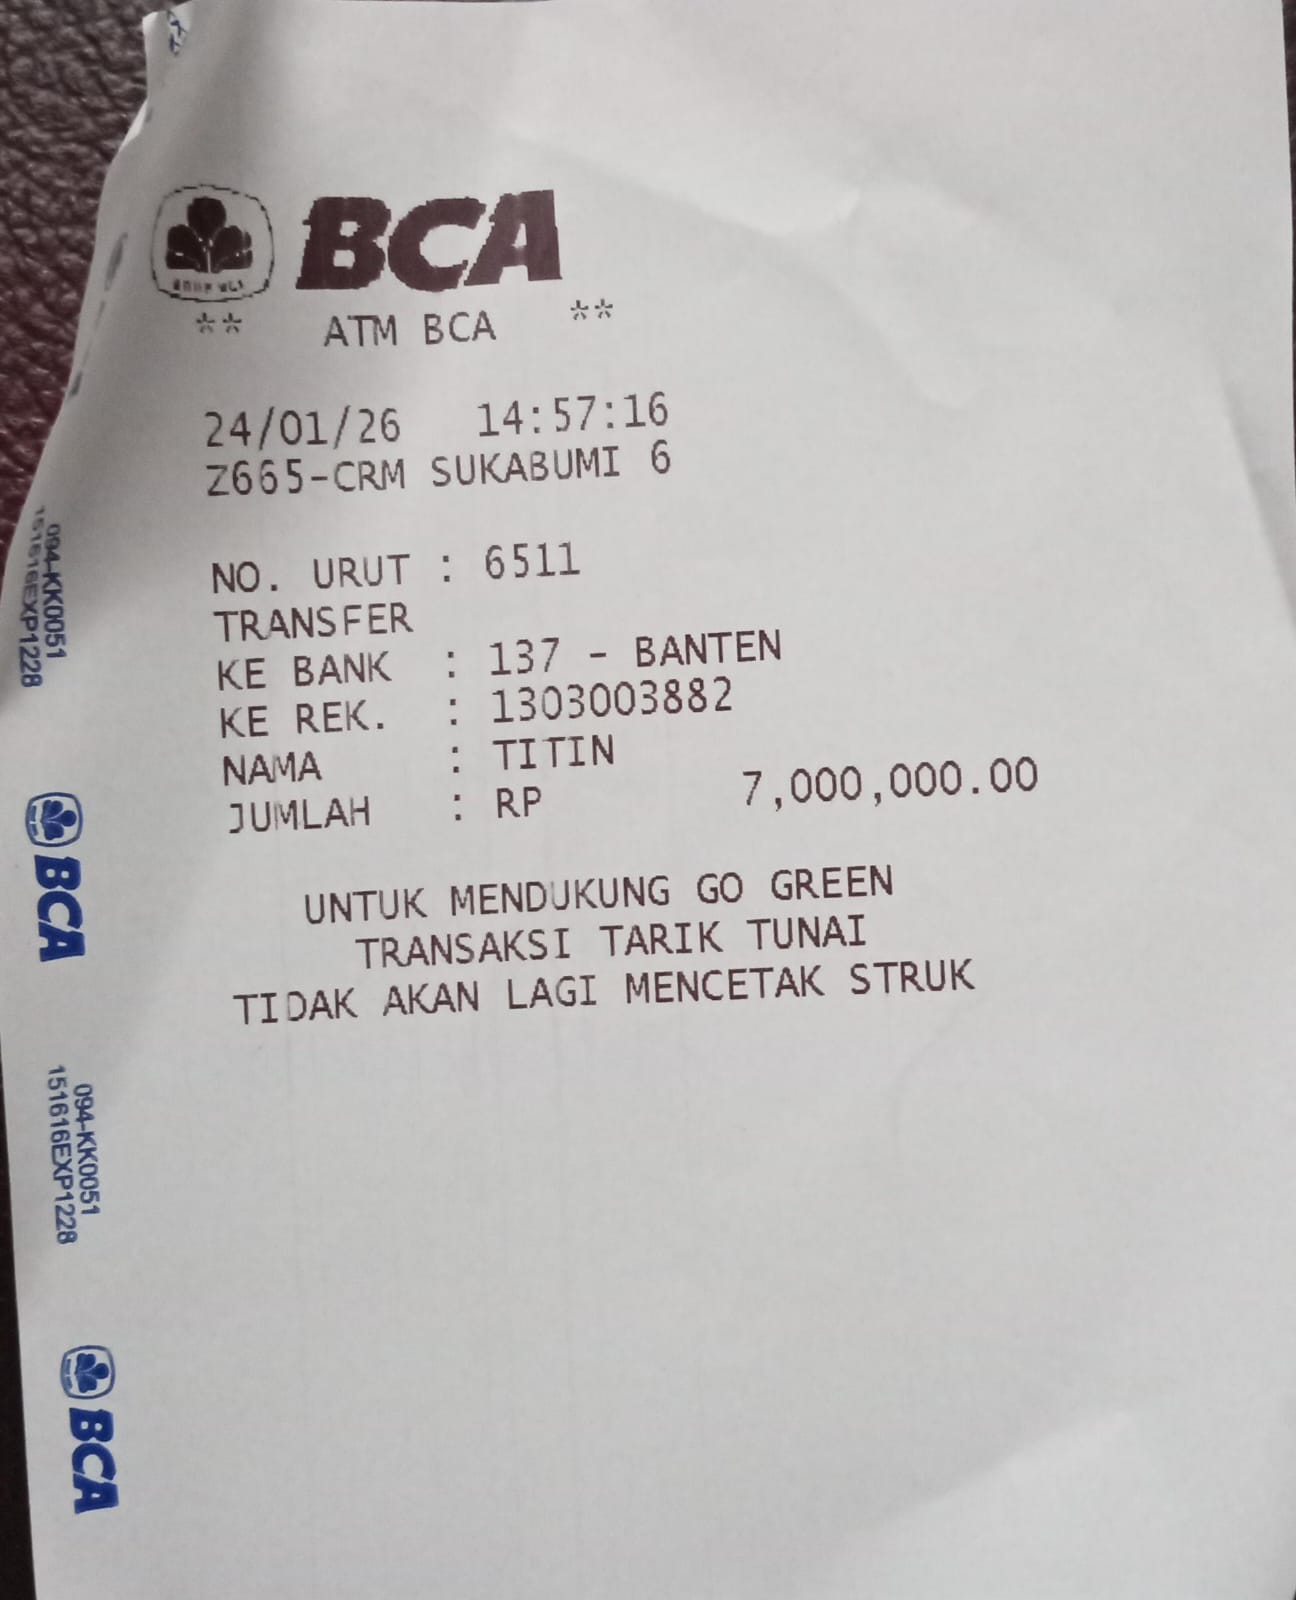 BCA
** ATM BCA **
24/01/26 14:57:16
Z665-CRM SUKABUMI 6
NO. URUT : 6511
TRANSFER
KE BANK : 137 - BANTEN
KE REK. : 1303003882
NAMA : TITIN
JUMLAH : RP 7,000,000.00
UNTUK MENDUKUNG GO GREEN
TRANSAKSI TARIK TUNAI
TIDAK AKAN LAGI MENCETAK STRUK
094-KK0051
151616EXP1228
BCA
094-KK0051
151616EXP1228
BCA